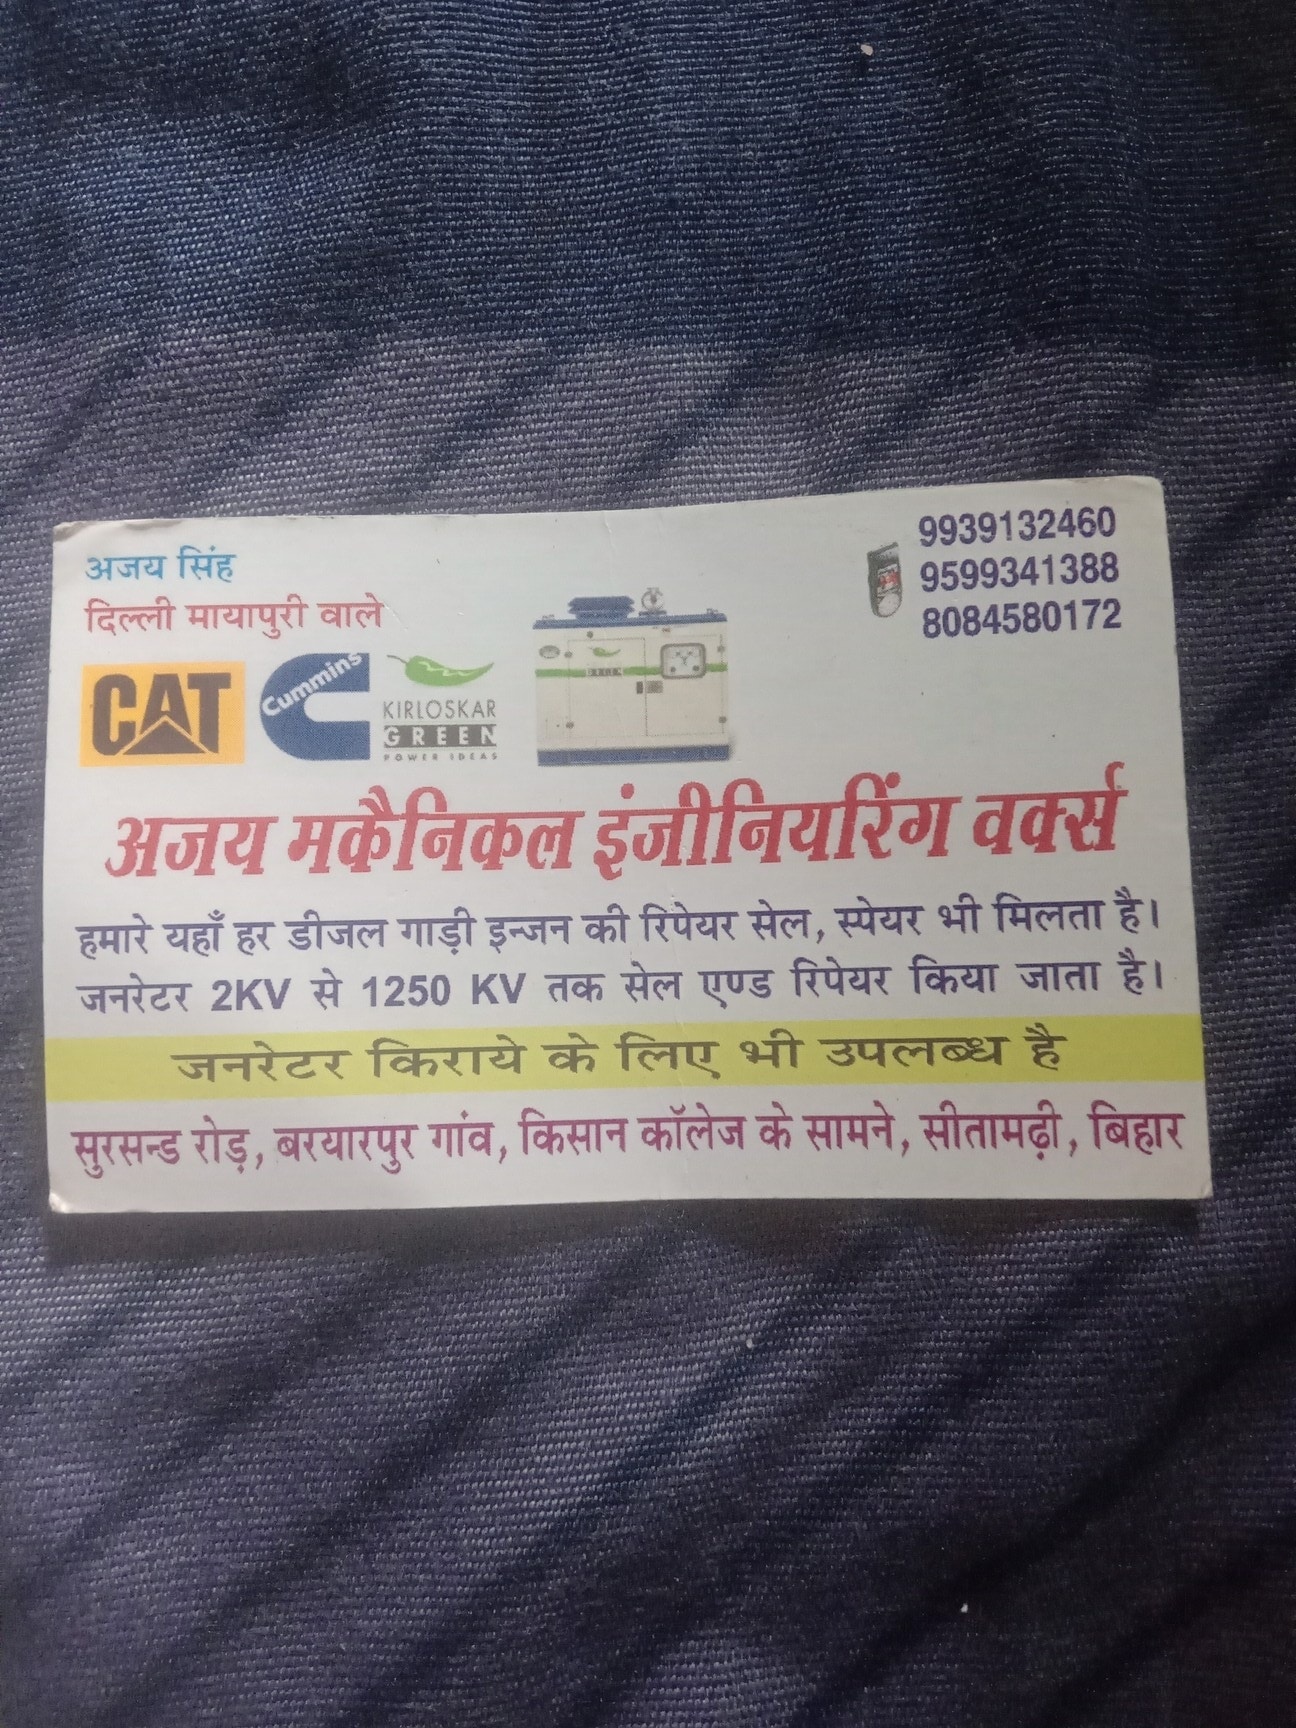 अजय सिंह
दिल्ली मायापुरी वाले
9939132460
9599341388
8084580172
CAT
Cummins
KIRLOSKAR
GREEN
POWER IDEAS
अजय मकैनिकल इंजीनियरिंग वर्क्स
हमारे यहाँ हर डीजल गाड़ी इन्जन की रिपेयर सेल, स्पेयर भी मिलता है।
जनरेटर 2KV से 1250 KV तक सेल एण्ड रिपेयर किया जाता है।
जनरेटर किराये के लिए भी उपलब्ध है
सुरसन्ड रोड़, बरयारपुर गांव, किसान कॉलेज के सामने, सीतामढ़ी, बिहार